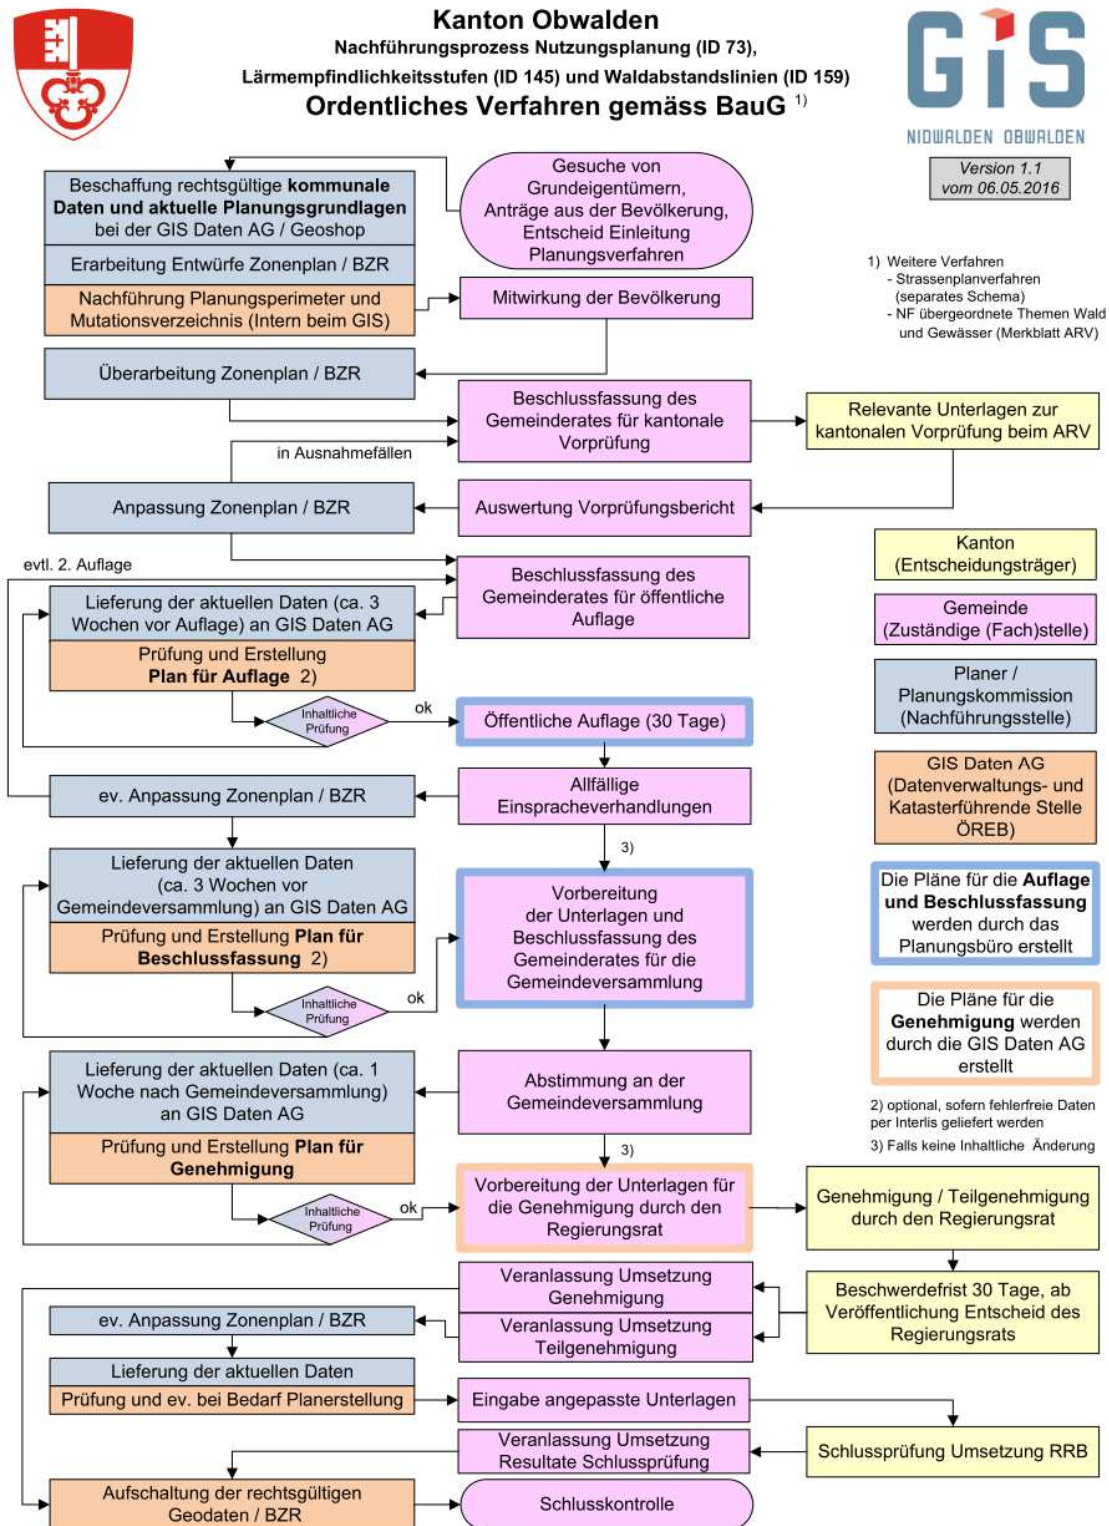 Kanton Obwalden
Nachführungsprozess Nutzungsplanung (ID 73),
Lärmempfindlichkeitsstufen (ID 145) und Waldabstandslinien (ID 159)
Ordentliches Verfahren gemäss BauG 1)
GiS
NIDWALDEN OBWALDEN
Version 1.1
vom 06.05.2016
Beschaffung rechtsgültige kommunale
Daten und aktuelle Planungsgrundlagen
bei der GIS Daten AG / Geoshop
Erarbeitung Entwürfe Zonenplan / BZR
Nachführung Planungsperimeter und
Mutationsverzeichnis (Intern beim GIS)
Gesuche von
Grundeigentümern,
Anträge aus der Bevölkerung,
Entscheid Einleitung
Planungsverfahren
Mitwirkung der Bevölkerung
1) Weitere Verfahren
- Strassenplanverfahren
(separates Schema)
- NF übergeordnete Themen Wald
und Gewässer (Merkblatt ARV)
Überarbeitung Zonenplan / BZR
Beschlussfassung des
Gemeinderates für kantonale
Vorprüfung
Relevante Unterlagen zur
kantonalen Vorprüfung beim ARV
in Ausnahmefällen
Anpassung Zonenplan / BZR
Auswertung Vorprüfungsbericht
evtl. 2. Auflage
Beschlussfassung des
Gemeinderates für öffentliche
Auflage
Lieferung der aktuellen Daten (ca. 3
Wochen vor Auflage) an GIS Daten AG
Prüfung und Erstellung
Plan für Auflage 2)
Inhaltliche
Prüfung
ok
Öffentliche Auflage (30 Tage)
ev. Anpassung Zonenplan / BZR
Allfällige
Einspracheverhandlungen
3)
Lieferung der aktuellen Daten
(ca. 3 Wochen vor
Gemeindeversammlung) an GIS Daten AG
Prüfung und Erstellung Plan für
Beschlussfassung 2)
Inhaltliche
Prüfung
ok
Vorbereitung
der Unterlagen und
Beschlussfassung des
Gemeinderates für die
Gemeindeversammlung
Lieferung der aktuellen Daten (ca. 1
Woche nach Gemeindeversammlung)
an GIS Daten AG
Prüfung und Erstellung Plan für
Genehmigung
Inhaltliche
Prüfung
ok
Abstimmung an der
Gemeindeversammlung
3)
Vorbereitung der Unterlagen für
die Genehmigung durch den
Regierungsrat
Kanton
(Entscheidungsträger)
Gemeinde
(Zuständige (Fach)stelle)
Planer /
Planungskommission
(Nachführungsstelle)
GIS Daten AG
(Datenverwaltungs- und
Katasterführende Stelle
ÖREB)
Die Pläne für die Auflage
und Beschlussfassung
werden durch das
Planungsbüro erstellt
Die Pläne für die
Genehmigung werden
durch die GIS Daten AG
erstellt
2) optional, sofern fehlerfreie Daten
per Interlis geliefert werden
3) Falls keine Inhaltliche Änderung
Genehmigung / Teilgenehmigung
durch den Regierungsrat
Beschwerdefrist 30 Tage, ab
Veröffentlichung Entscheid des
Regierungsrats
Veranlassung Umsetzung
Genehmigung
Veranlassung Umsetzung
Teilgenehmigung
ev. Anpassung Zonenplan / BZR
Lieferung der aktuellen Daten
Prüfung und ev. bei Bedarf Planerstellung
Eingabe angepasste Unterlagen
Schlussprüfung Umsetzung RRB
Veranlassung Umsetzung
Resultate Schlussprüfung
Aufschaltung der rechtsgültigen
Geodaten / BZR
Schlusskontrolle